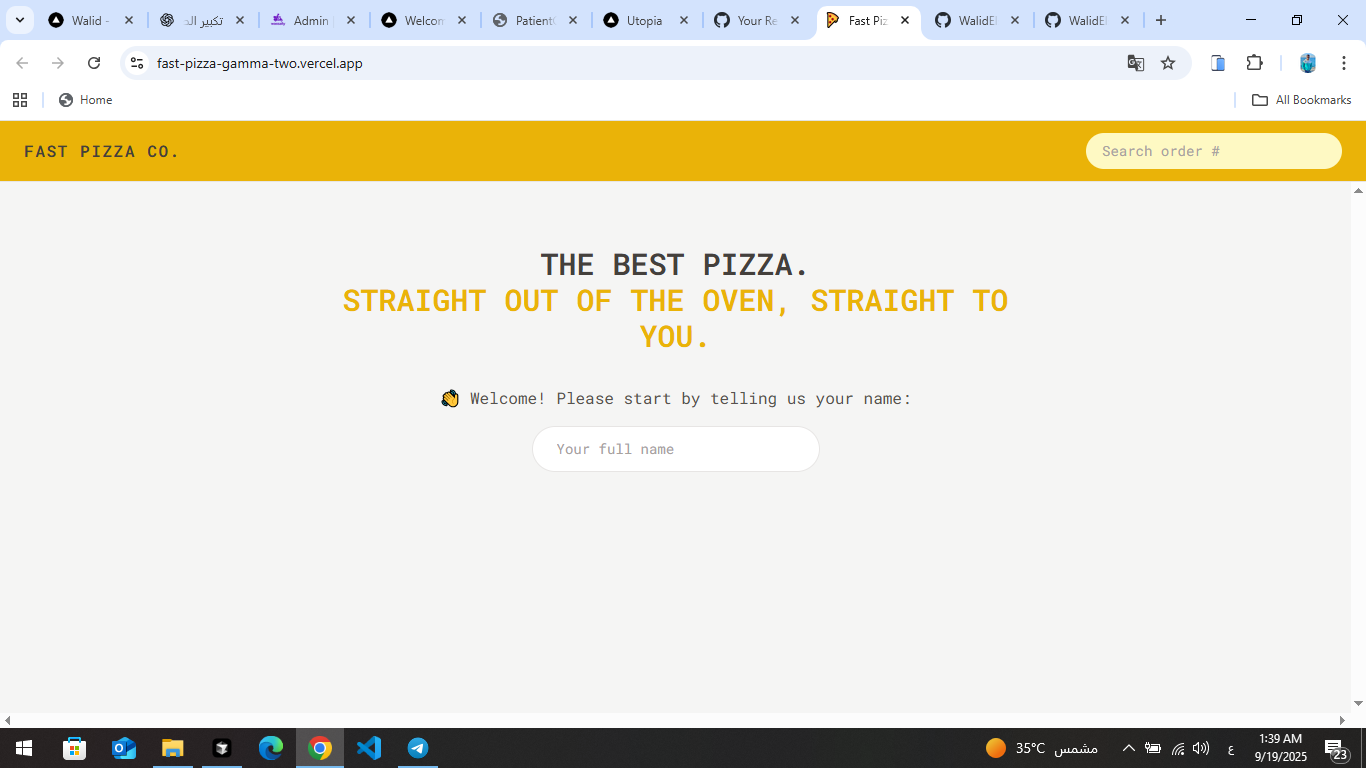 Walid -
تكبير الد
Admin
Welcom
Patient
Utopia
Your Re
Fast Piz
WalidEl
WalidEl
fast-pizza-gamma-two.vercel.app
Home
All Bookmarks
FAST PIZZA CO.
Search order #
THE BEST PIZZA.
STRAIGHT OUT OF THE OVEN, STRAIGHT TO
YOU.
👋 Welcome! Please start by telling us your name:
Your full name
35°C مشمس
ع
1:39 AM
9/19/2025
23